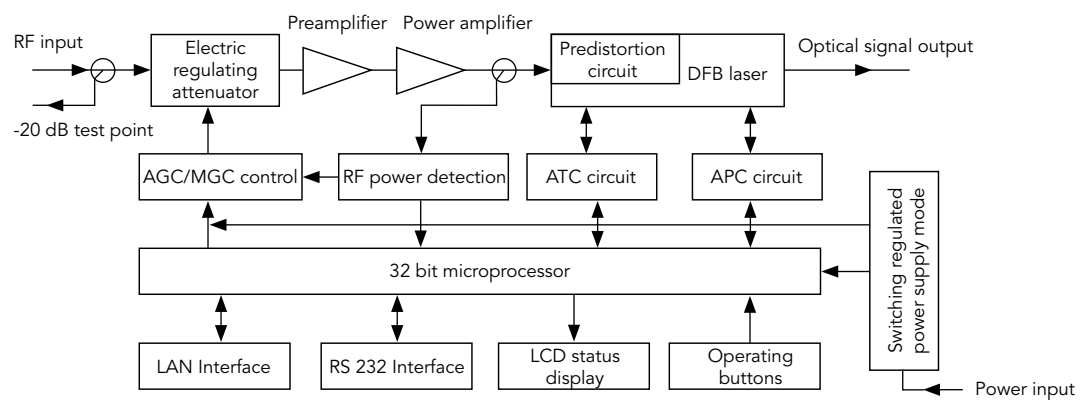 Preamplifier
Power amplifier
RF input
Electric
regulating
attenuator
Predistortion
circuit
DFB laser
Optical signal output
-20 dB test point
AGC/MGC control
RF power detection
ATC circuit
APC circuit
Switching regulated
power supply mode
32 bit microprocessor
LAN Interface
RS 232 Interface
LCD status
display
Operating
buttons
Power input